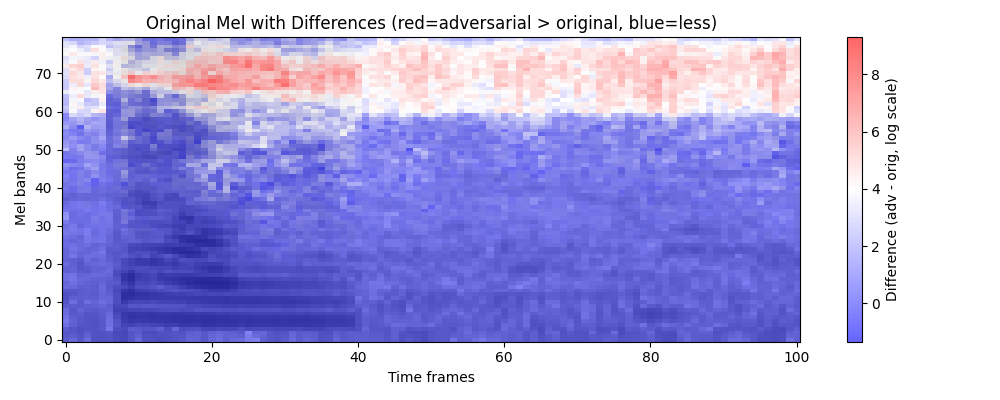 Original Mel with Differences (red=adversarial > original, blue=less)
Mel bands
70
60
50
40
30
20
10
0
0 20 40 60 80 100
Time frames
8
6
4
2
0
Difference (adv - orig, log scale)